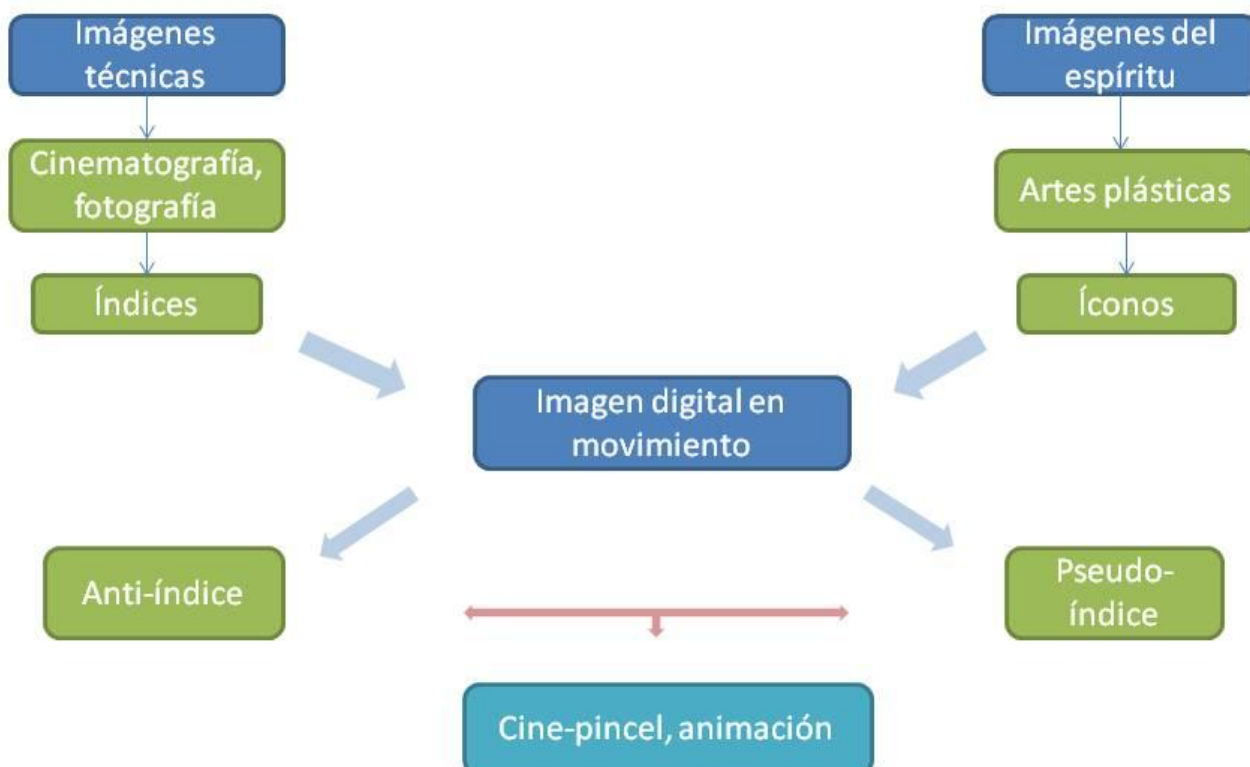 Imágenes
técnicas
Imágenes del
espíritu
Cinematografía,
fotografía
Artes plásticas
Índices
Íconos
Imagen digital en
movimiento
Anti-índice
Pseudo-
índice
Cine-pincel, animación